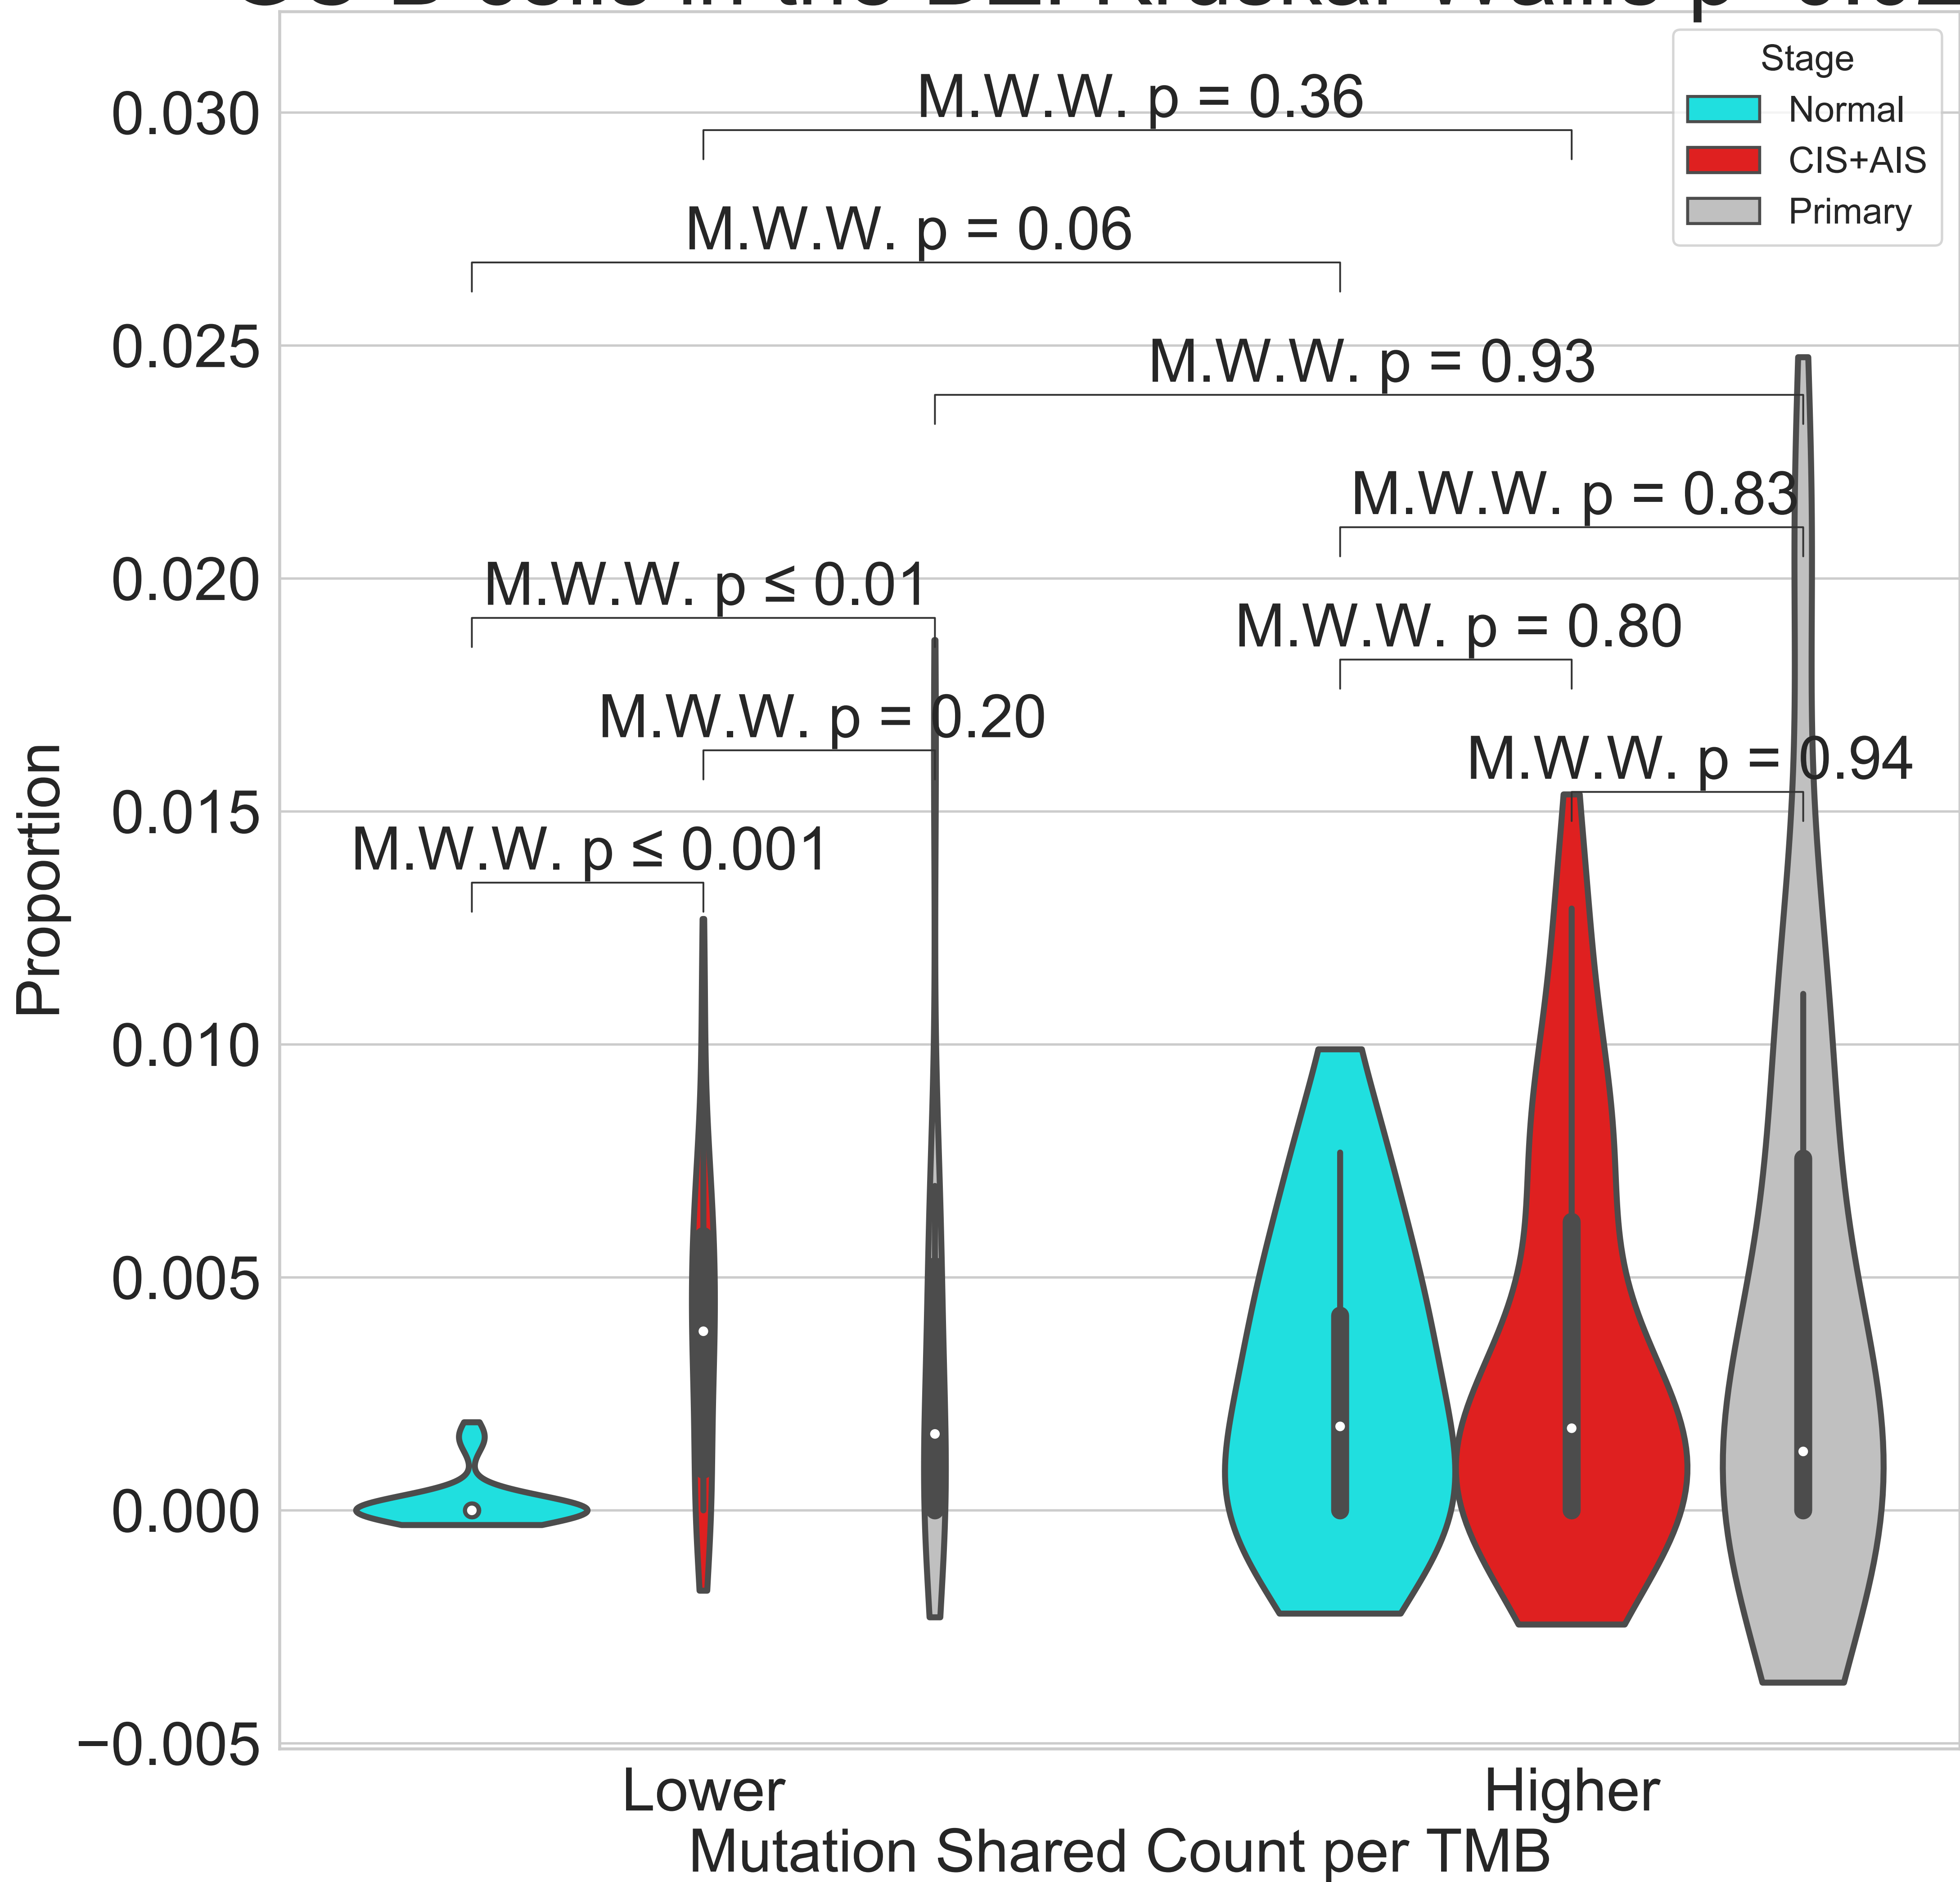 Stage
Normal
CIS+AIS
Primary
M.W.W. p = 0.36
M.W.W. p = 0.06
M.W.W. p = 0.93
M.W.W. p = 0.83
M.W.W. p ≤ 0.01
M.W.W. p = 0.80
M.W.W. p = 0.20
M.W.W. p = 0.94
M.W.W. p ≤ 0.001
0.030
0.025
0.020
0.015
0.010
0.005
0.000
−0.005
Proportion
Lower
Higher
Mutation Shared Count per TMB